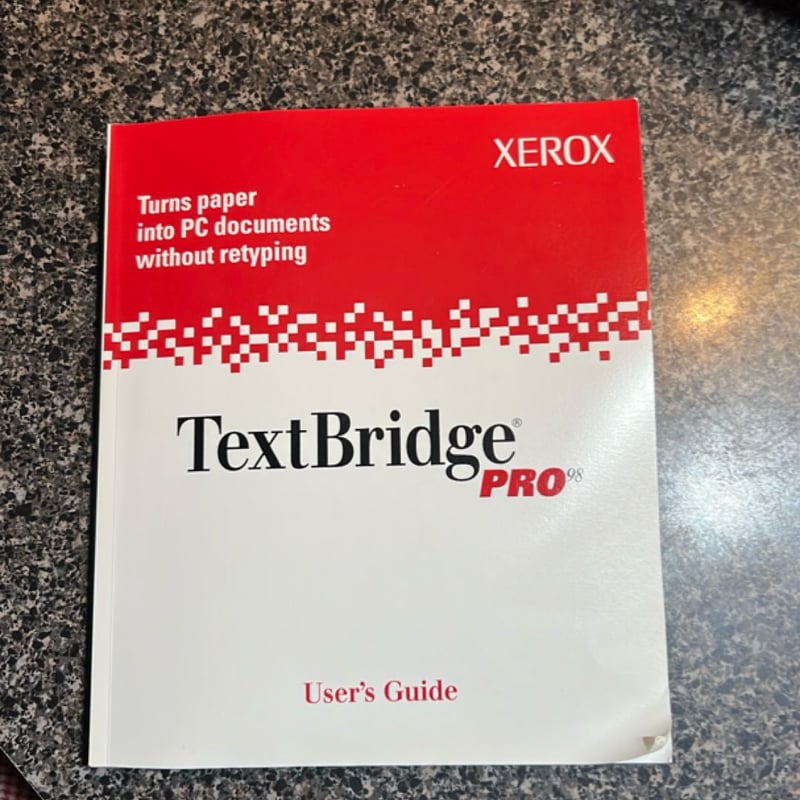 XEROX
Turns paper
into PC documents
without retyping
TextBridge®
PRO98
User's Guide